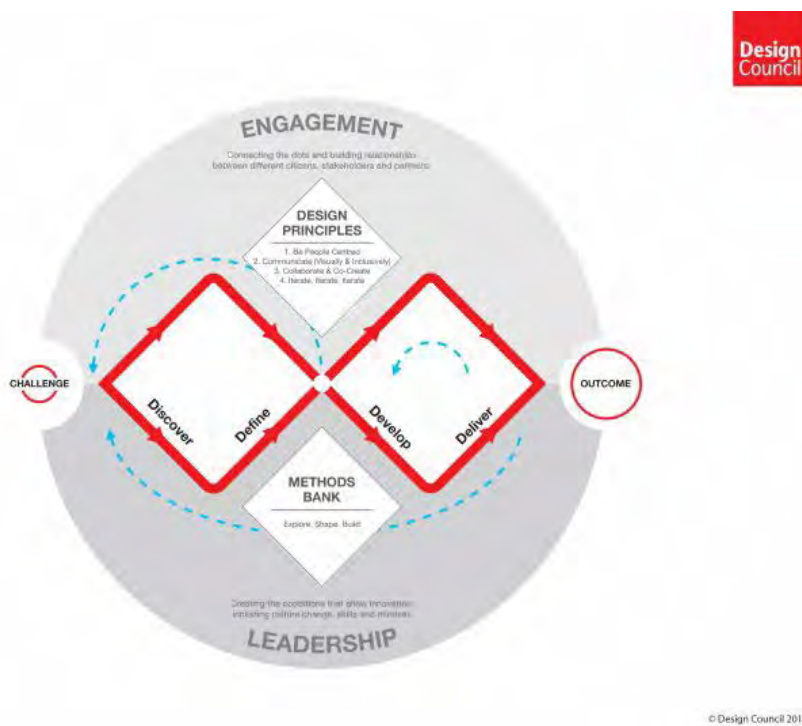 Design
Council
ENGAGEMENT
Connecting the dots and building relationships
between different citizens, stakeholders and partners.
DESIGN
PRINCIPLES
1. Be People Centred
2. Communicate (Visually & Inclusively)
3. Collaborate & Co-Create
4. Iterate, Iterate, Iterate
CHALLENGE
OUTCOME
Discover
Define
Develop
Deliver
METHODS
BANK
Explore, Shape, Build
Creating the conditions that allow innovation,
including culture change, skills and mindset.
LEADERSHIP
© Design Council 201